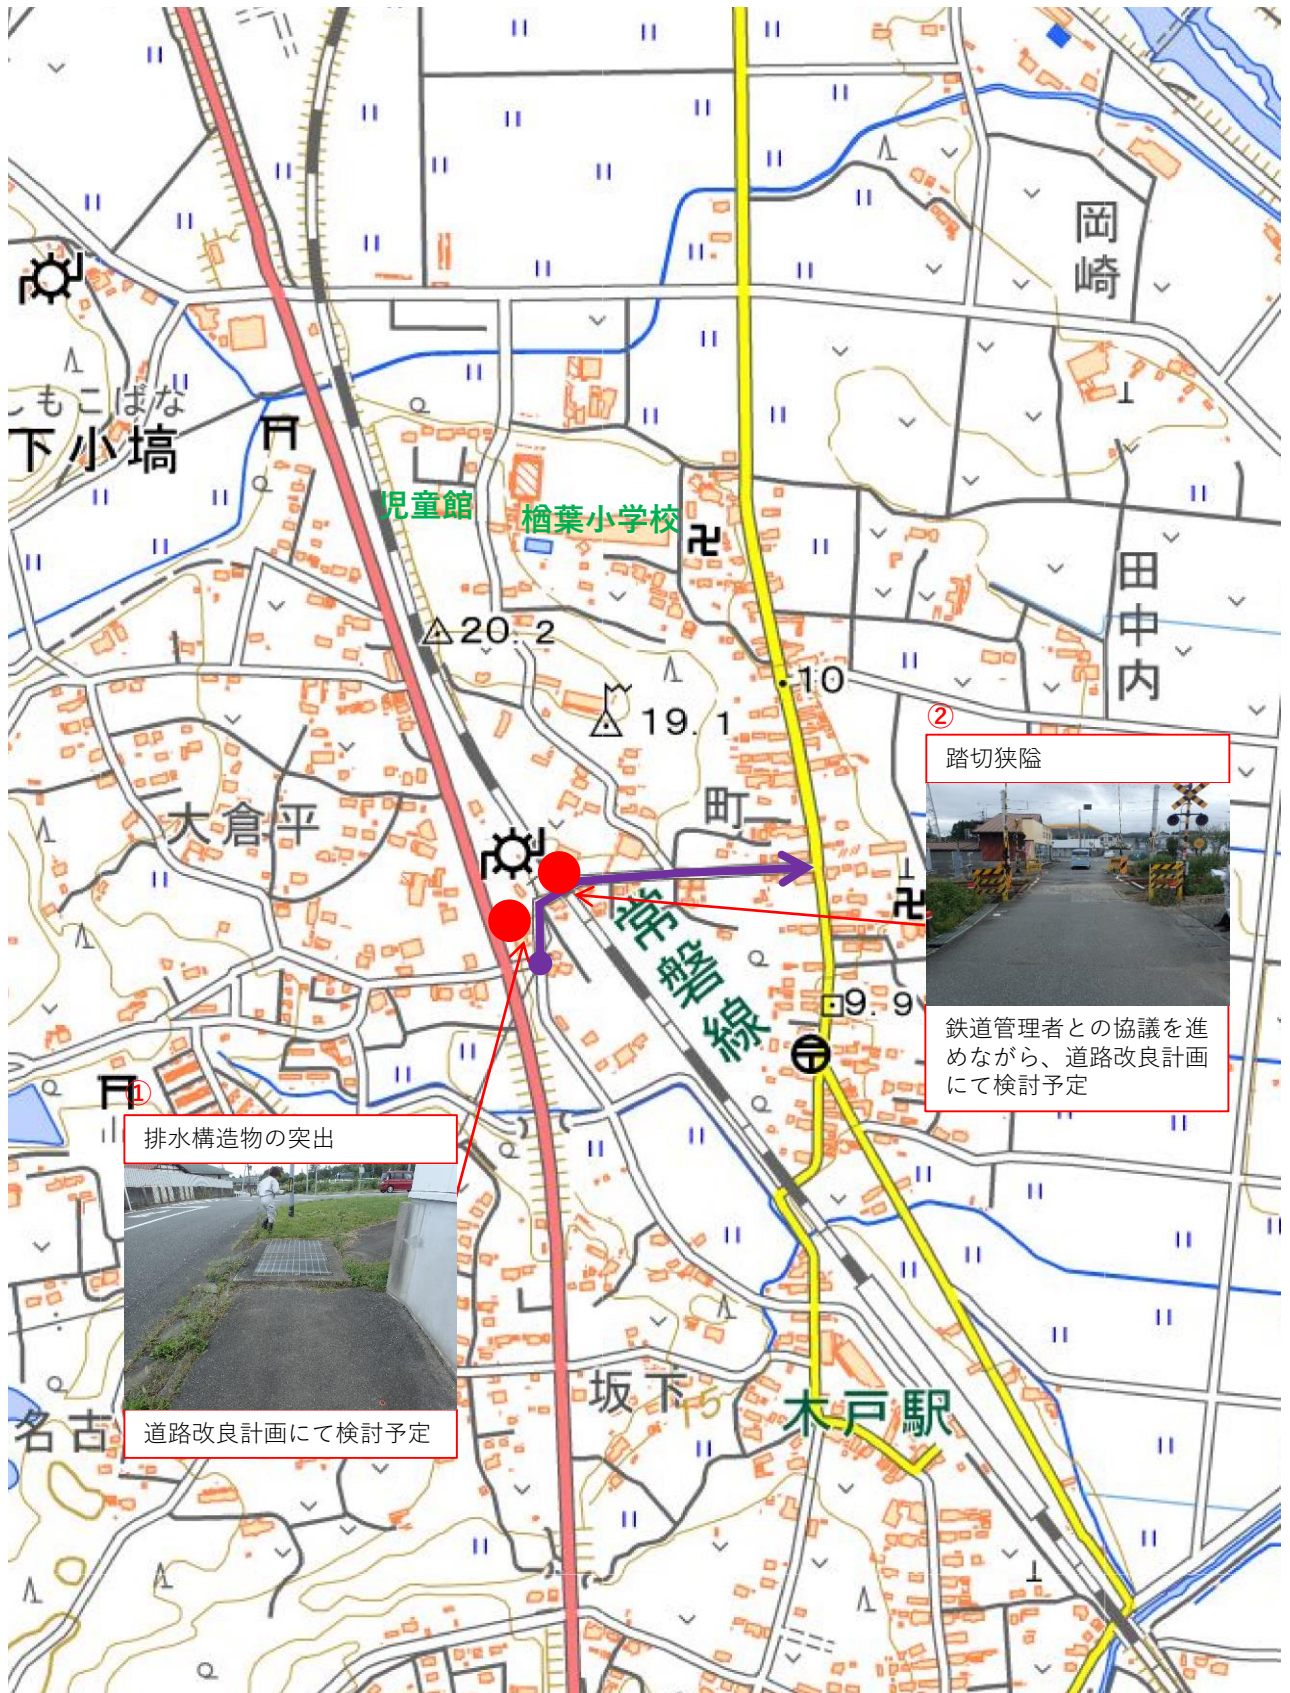 岡崎
しもこばな
下小塙
児童館
楢葉小学校
田中内
20.2
10
19.1
②
踏切狭隘
大倉平
町一
常磐線
9.9
鉄道管理者との協議を進
めながら、道路改良計画
にて検討予定
①
山
排水構造物の突出
坂下
15
木戸駅
名古
道路改良計画にて検討予定